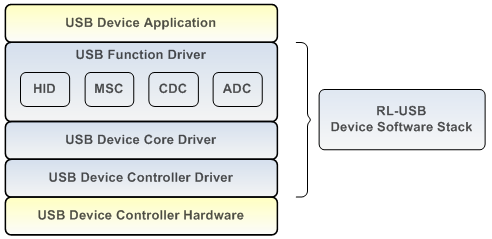 USB Device Application
USB Function Driver
HID
MSC
CDC
ADC
USB Device Core Driver
USB Device Controller Driver
USB Device Controller Hardware
RL-USB
Device Software Stack